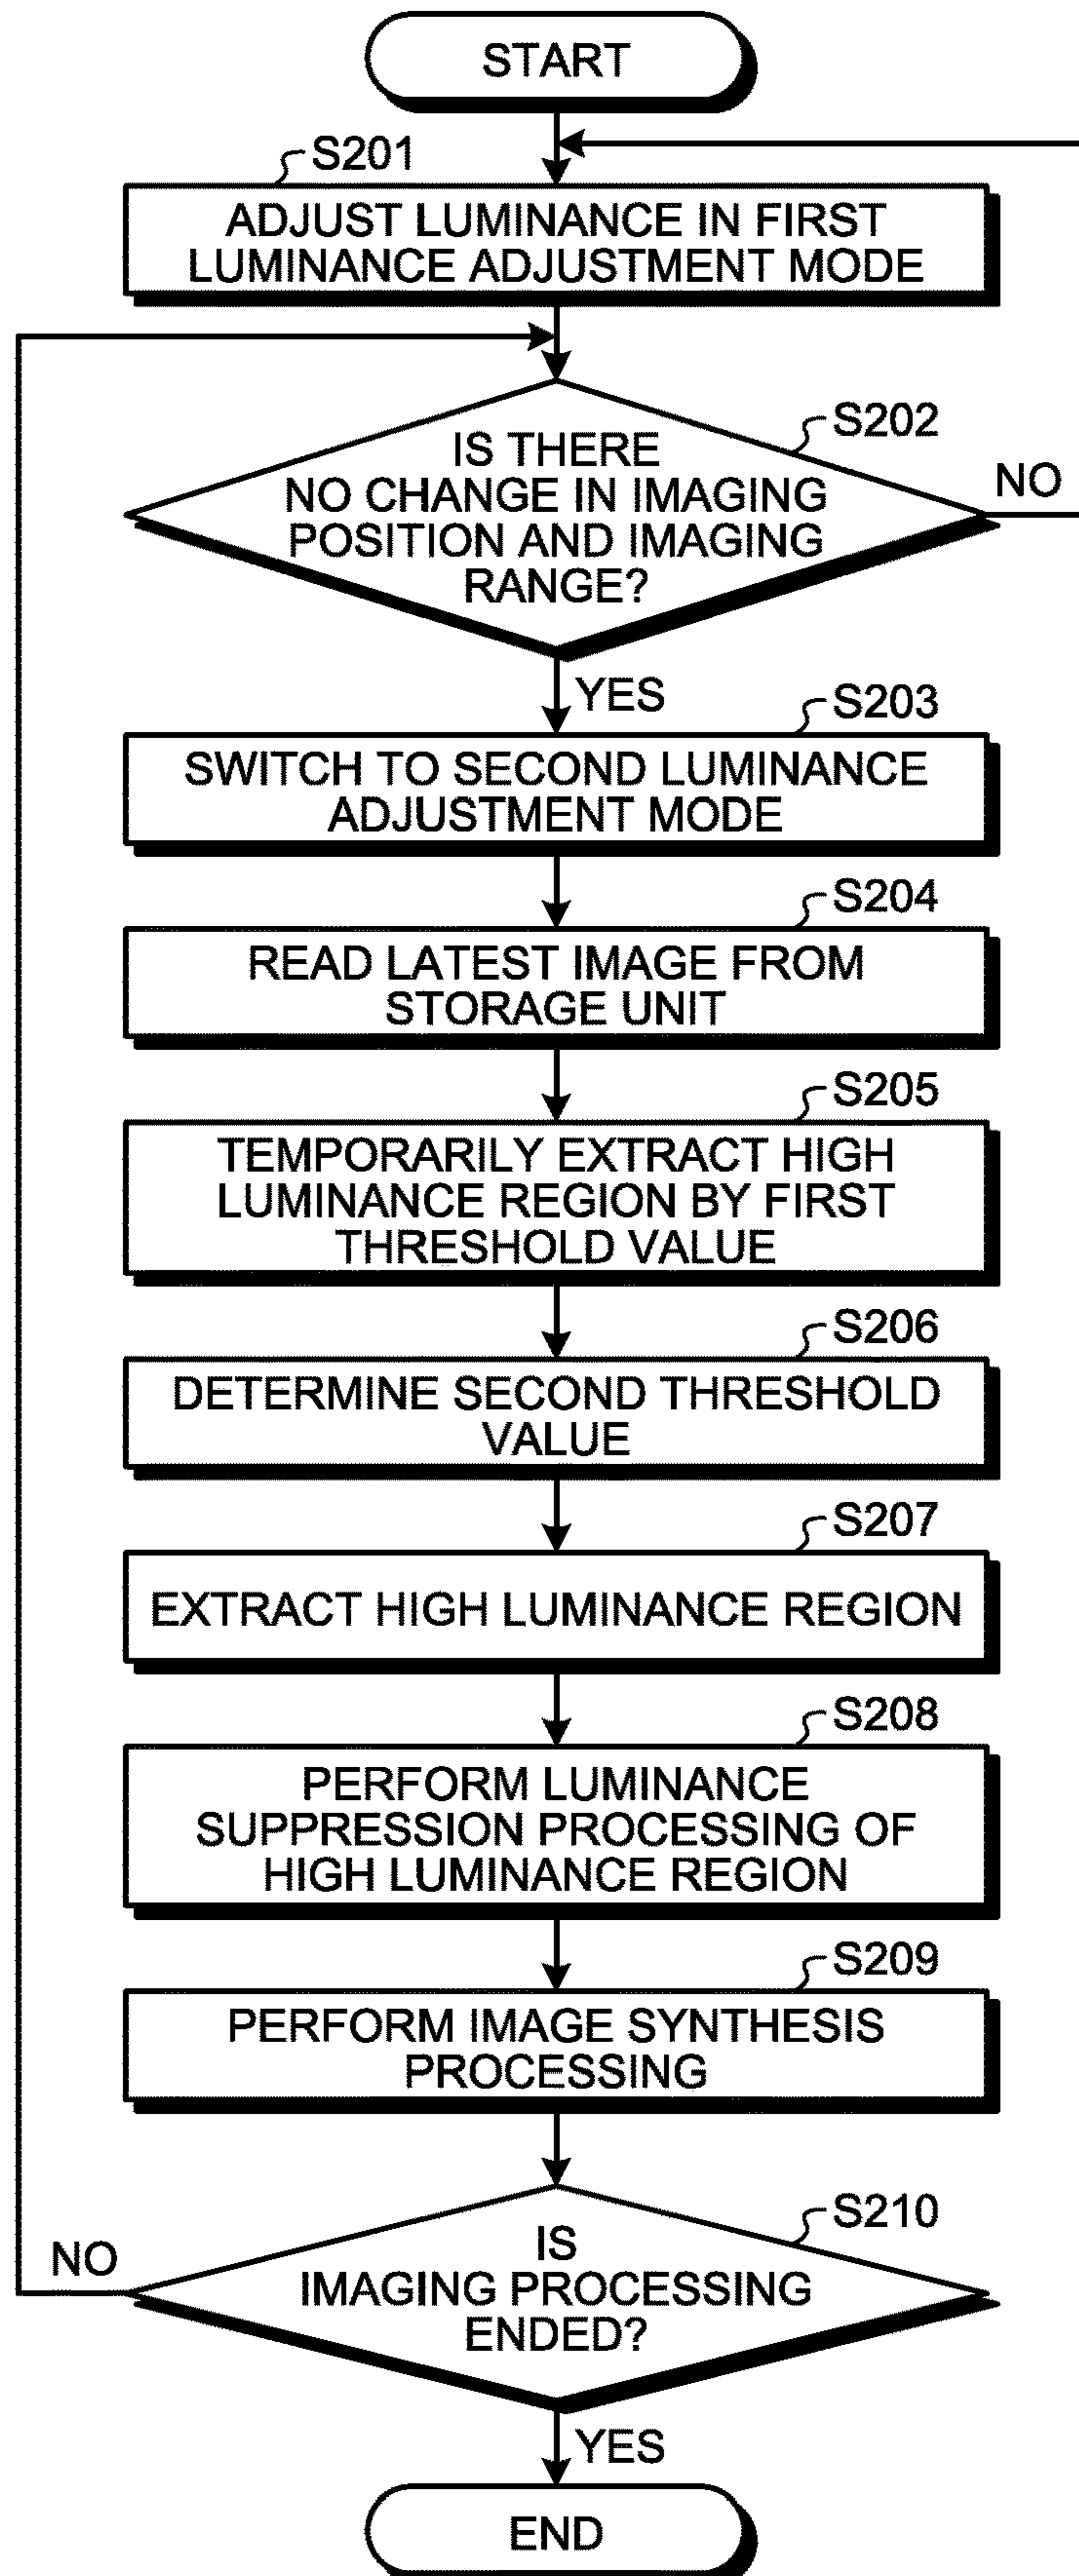 START
S201
ADJUST LUMINANCE IN FIRST
LUMINANCE ADJUSTMENT MODE
S202
IS THERE
NO CHANGE IN IMAGING
POSITION AND IMAGING
RANGE?
NO
YES
S203
SWITCH TO SECOND LUMINANCE
ADJUSTMENT MODE
S204
READ LATEST IMAGE FROM
STORAGE UNIT
S205
TEMPORARILY EXTRACT HIGH
LUMINANCE REGION BY FIRST
THRESHOLD VALUE
S206
DETERMINE SECOND THRESHOLD
VALUE
S207
EXTRACT HIGH LUMINANCE REGION
S208
PERFORM LUMINANCE
SUPPRESSION PROCESSING OF
HIGH LUMINANCE REGION
S209
PERFORM IMAGE SYNTHESIS
PROCESSING
S210
IS
IMAGING PROCESSING
ENDED?
NO
YES
END